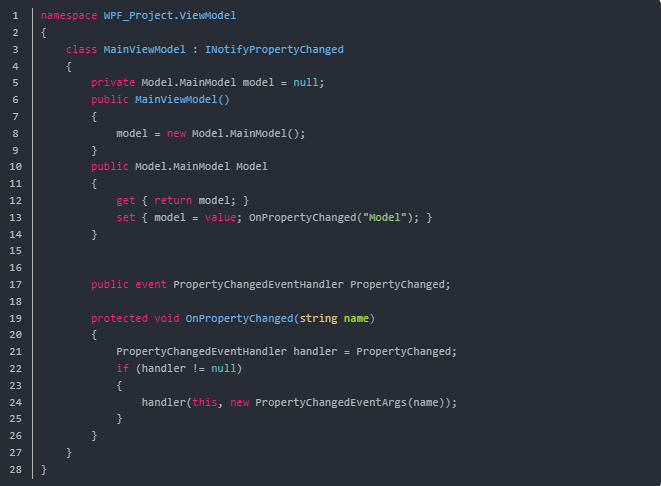 1 namespace WPF_Project.ViewModel
2 {
3 class MainViewModel : INotifyPropertyChanged
4 {
5 private Model.MainModel model = null;
6 public MainViewModel()
7 {
8 model = new Model.MainModel();
9 }
10 public Model.MainModel Model
11 {
12 get { return model; }
13 set { model = value; OnPropertyChanged("Model"); }
14 }
15
16
17 public event PropertyChangedEventHandler PropertyChanged;
18
19 protected void OnPropertyChanged(string name)
20 {
21 PropertyChangedEventHandler handler = PropertyChanged;
22 if (handler != null)
23 {
24 handler(this, new PropertyChangedEventArgs(name));
25 }
26 }
27 }
28 }